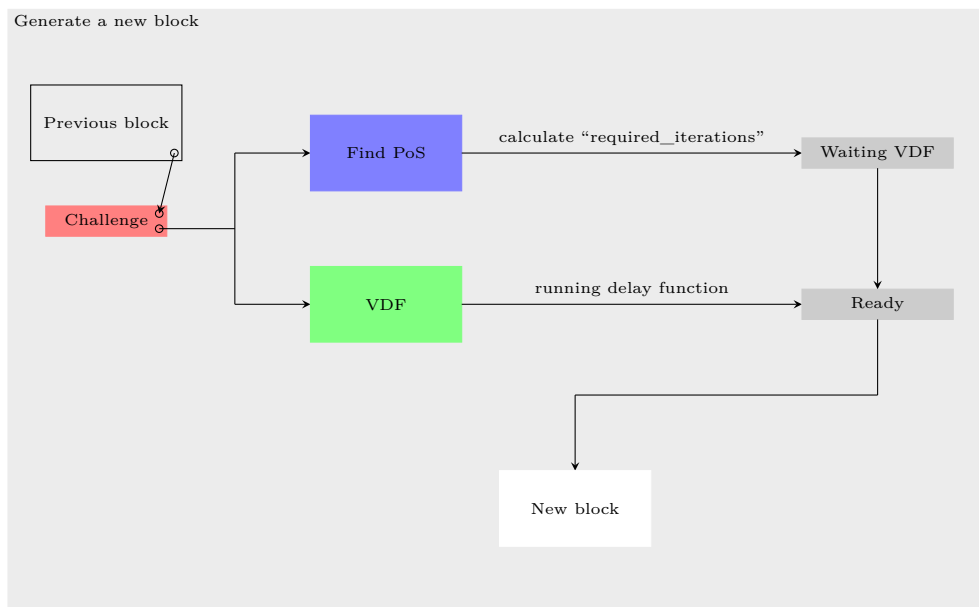 Generate a new block
Previous block
Find PoS
calculate “required_iterations”
Waiting VDF
Challenge
VDF
running delay function
Ready
New block